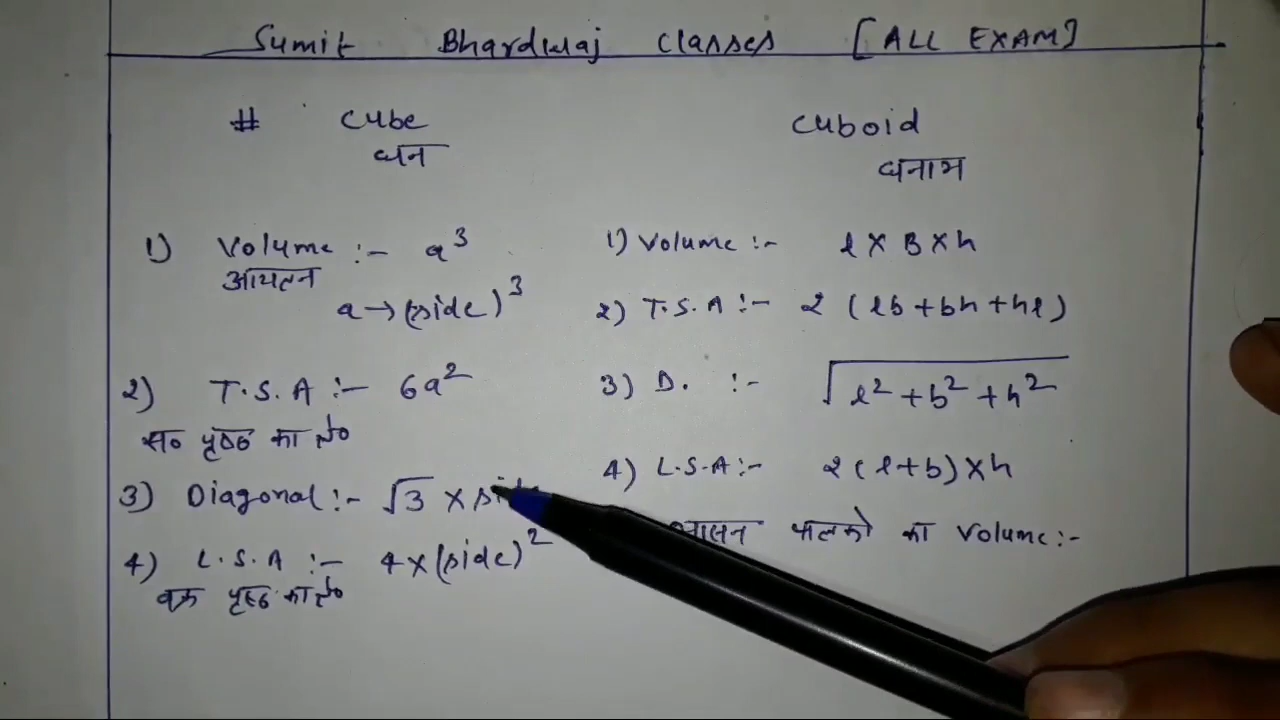 Sumit Bhardwaj Classes [ALL EXAM]
# Cube
घन
1) Volume :- a³
आयतन
a → (side)³
2) T.S.A :- 6a²
स० पृष्ठ का क्षे०
3) Diagonal :- √3 ×
4) L.S.A :- 4×(side)²
वक्र पृष्ठ का क्षे०
Cuboid
घनाभ
1) Volume :- l × B × h
2) T.S.A :- 2 (lb+bh+hl)
3) D. :- √l²+b²+h²
4) L.S.A :- 2(l+b)×h
का Volume :-